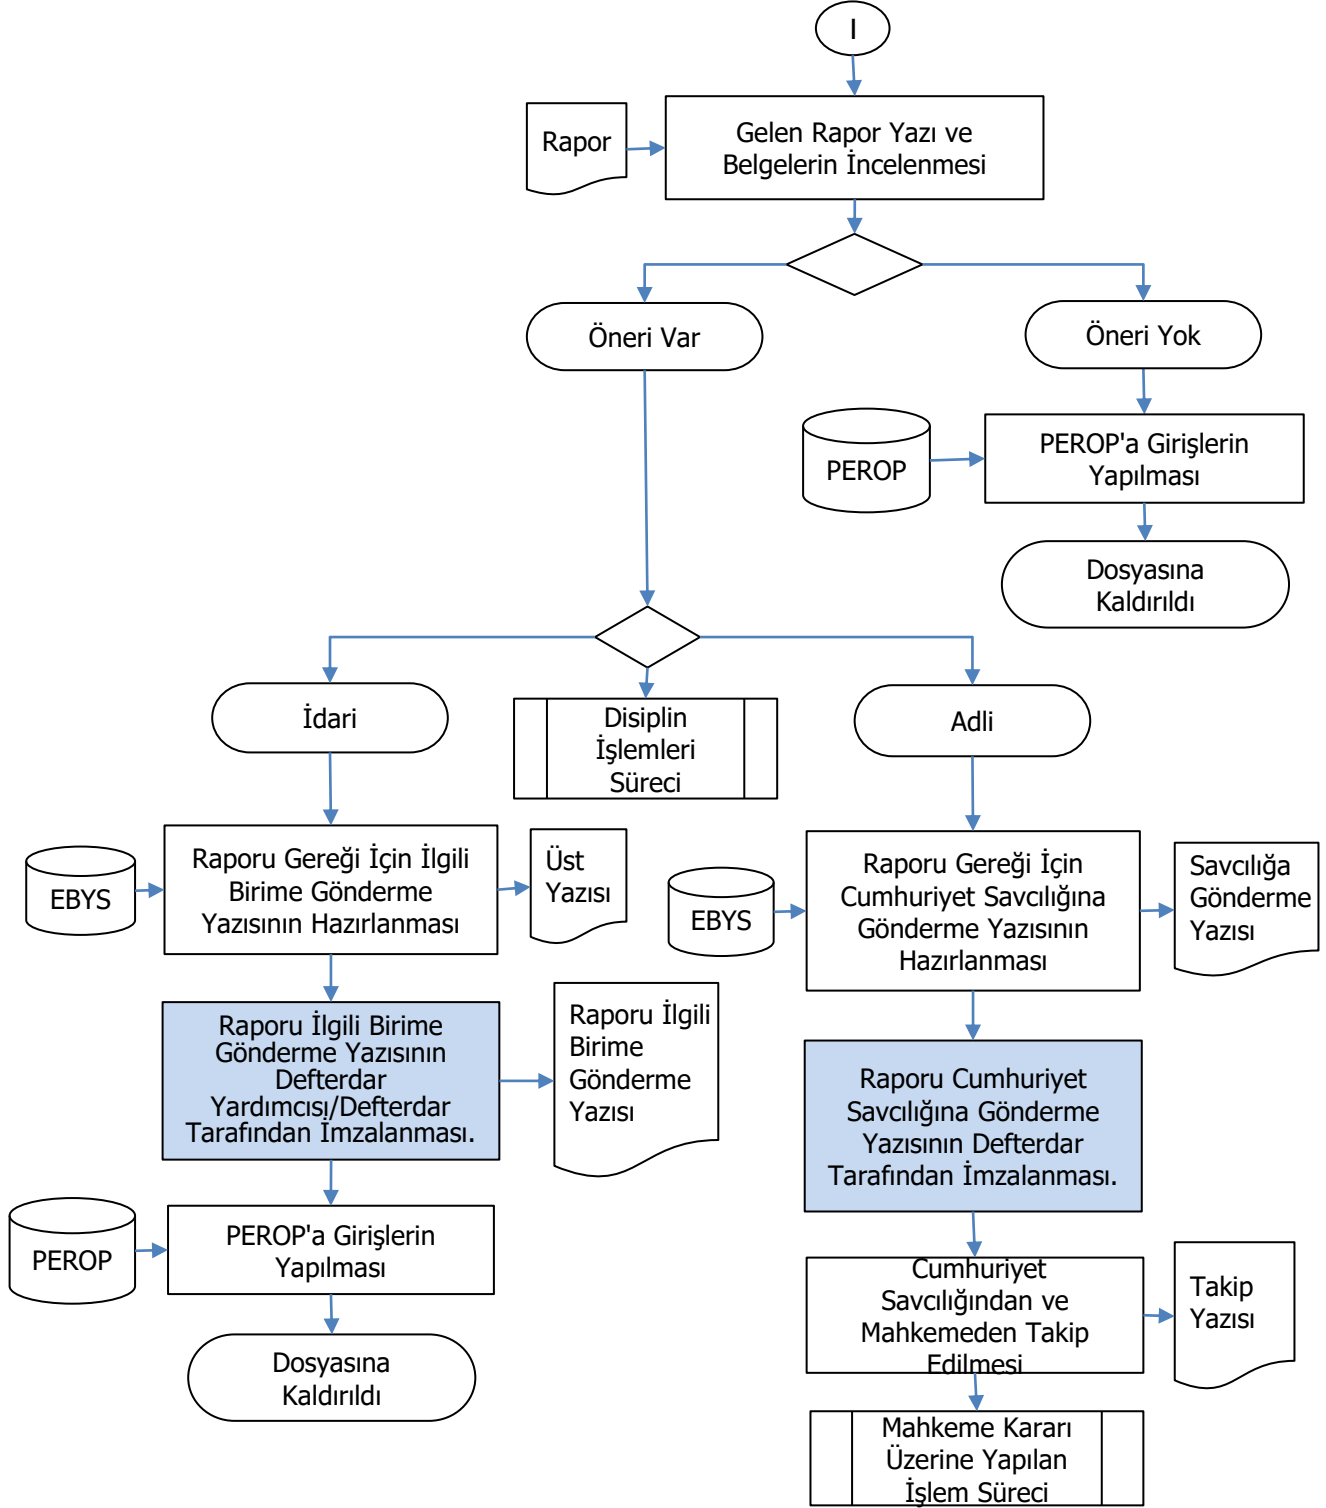 I
Rapor
Gelen Rapor Yazı ve
Belgelerin İncelenmesi
Öneri Var
Öneri Yok
PEROP
PEROP'a Girişlerin
Yapılması
Dosyasına
Kaldırıldı
İdari
Disiplin
İşlemleri
Süreci
Adli
EBYS
Raporu Gereği İçin İlgili
Birime Gönderme
Yazısının Hazırlanması
Üst
Yazısı
EBYS
Raporu Gereği İçin
Cumhuriyet Savcılığına
Gönderme Yazısının
Hazırlanması
Savcılığa
Gönderme
Yazısı
Raporu İlgili Birime
Gönderme Yazısının
Defterdar
Yardımcısı/Defterdar
Tarafından İmzalanması.
Raporu İlgili
Birime
Gönderme
Yazısı
Raporu Cumhuriyet
Savcılığına Gönderme
Yazısının Defterdar
Tarafından İmzalanması.
PEROP
PEROP'a Girişlerin
Yapılması
Cumhuriyet
Savcılığından ve
Mahkemeden Takip
Edilmesi
Takip
Yazısı
Dosyasına
Kaldırıldı
Mahkeme Kararı
Üzerine Yapılan
İşlem Süreci